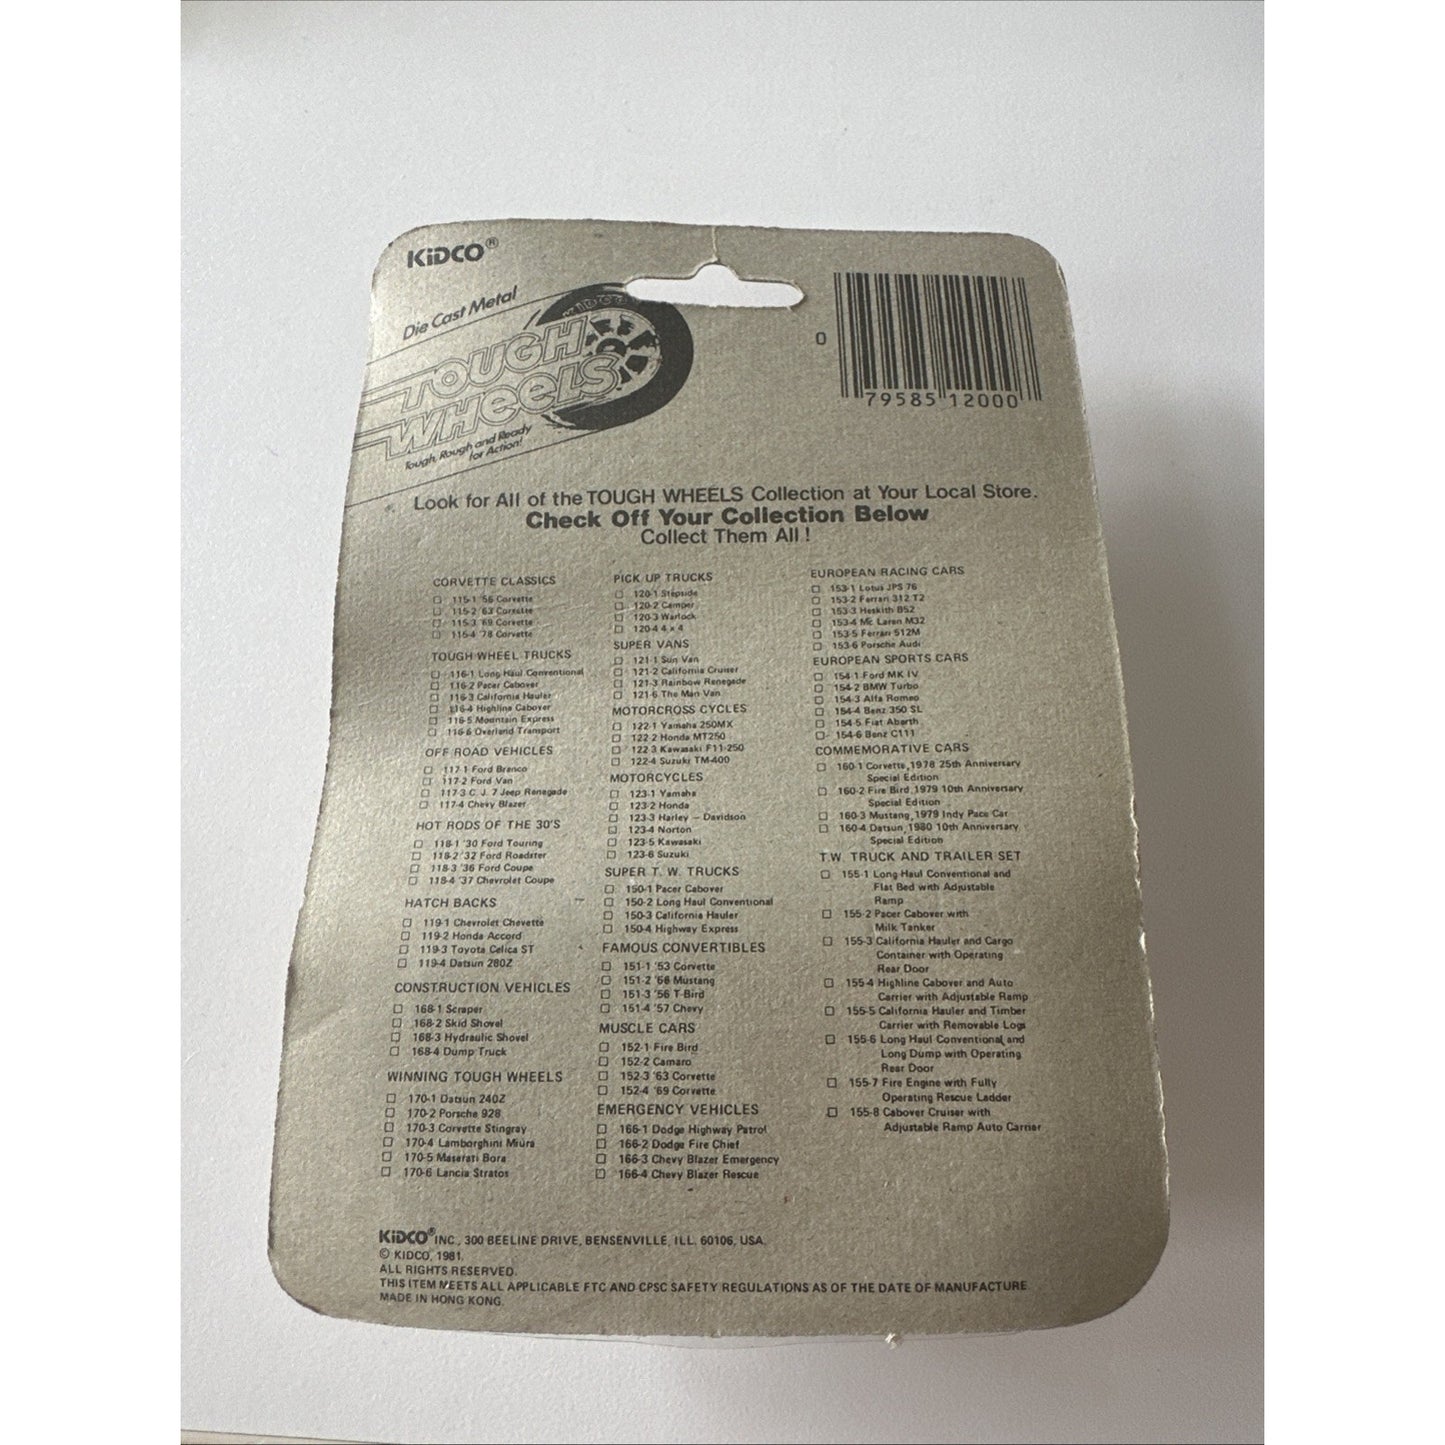 KiDCO®
Die Cast Metal
TOUGH
WHEELS
Tough, Rough and Ready
for Action!
0
79585 12000
Look for All of the TOUGH WHEELS Collection at Your Local Store.
Check Off Your Collection Below
Collect Them All !
CORVETTE CLASSICS
115-1 '56 Corvette
115-2 '63 Corvette
115-3 '69 Corvette
115-4 '78 Corvette
TOUGH WHEEL TRUCKS
116-1 Long Haul Conventional
116-2 Pacer Cabover
116-3 California Hauler
116-4 Highline Cabover
116-5 Mountain Express
116-6 Overland Transport
OFF ROAD VEHICLES
117-1 Ford Bronco
117-2 Ford Van
117-3 C. J. 7 Jeep Renegade
117-4 Chevy Blazer
HOT RODS OF THE 30'S
118-1 '30 Ford Touring
118-2 '32 Ford Roadster
118-3 '36 Ford Coupe
118-4 '37 Chevrolet Coupe
HATCH BACKS
119-1 Chevrolet Chevette
119-2 Honda Accord
119-3 Toyota Celica ST
119-4 Datsun 280Z
CONSTRUCTION VEHICLES
168-1 Scraper
168-2 Skid Shovel
168-3 Hydraulic Shovel
168-4 Dump Truck
WINNING TOUGH WHEELS
170-1 Datsun 240Z
170-2 Porsche 928
170-3 Corvette Stingray
170-4 Lamborghini Miura
170-5 Maserati Bora
170-6 Lancia Stratos
PICK UP TRUCKS
120-1 Stepside
120-2 Camper
120-3 Warlock
120-4 4 x 4
SUPER VANS
121-1 Sun Van
121-2 California Cruiser
121-3 Rainbow Renegade
121-6 The Man Van
MOTORCROSS CYCLES
122-1 Yamaha 250MX
122-2 Honda MT250
122-3 Kawasaki F11-250
122-4 Suzuki TM-400
MOTORCYCLES
123-1 Yamaha
123-2 Honda
123-3 Harley – Davidson
123-4 Norton
123-5 Kawasaki
123-6 Suzuki
SUPER T. W. TRUCKS
150-1 Pacer Cabover
150-2 Long Haul Conventional
150-3 California Hauler
150-4 Highway Express
FAMOUS CONVERTIBLES
151-1 '53 Corvette
151-2 '66 Mustang
151-3 '56 T-Bird
151-4 '57 Chevy
MUSCLE CARS
152-1 Fire Bird
152-2 Camaro
152-3 '63 Corvette
152-4 '69 Corvette
EMERGENCY VEHICLES
166-1 Dodge Highway Patrol
166-2 Dodge Fire Chief
166-3 Chevy Blazer Emergency
166-4 Chevy Blazer Rescue
EUROPEAN RACING CARS
153-1 Lotus JPS 76
153-2 Ferrari 312 T2
153-3 Heskith B52
153-4 Mc Laren M32
153-5 Ferrari 512M
153-6 Porsche Audi
EUROPEAN SPORTS CARS
154-1 Ford MK IV
154-2 BMW Turbo
154-3 Alfa Romeo
154-4 Benz 350 SL
154-5 Fiat Abarth
154-6 Benz C111
COMMEMORATIVE CARS
160-1 Corvette, 1978 25th Anniversary
Special Edition
160-2 Fire Bird, 1979 10th Anniversary
Special Edition
160-3 Mustang, 1979 Indy Pace Car
160-4 Datsun, 1980 10th Anniversary
Special Edition
T.W. TRUCK AND TRAILER SET
155-1 Long Haul Conventional and
Flat Bed with Adjustable
Ramp
155-2 Pacer Cabover with
Milk Tanker
155-3 California Hauler and Cargo
Container with Operating
Rear Door
155-4 Highline Cabover and Auto
Carrier with Adjustable Ramp
155-5 California Hauler and Timber
Carrier with Removable Logs
155-6 Long Haul Conventional, and
Long Dump with Operating
Rear Door
155-7 Fire Engine with Fully
Operating Rescue Ladder
155-8 Cabover Cruiser with
Adjustable Ramp Auto Carrier
KiDCO® INC., 300 BEELINE DRIVE, BENSENVILLE, ILL. 60106, USA.
© KIDCO, 1981.
ALL RIGHTS RESERVED.
THIS ITEM MEETS ALL APPLICABLE FTC AND CPSC SAFETY REGULATIONS AS OF THE DATE OF MANUFACTURE.
MADE IN HONG KONG.